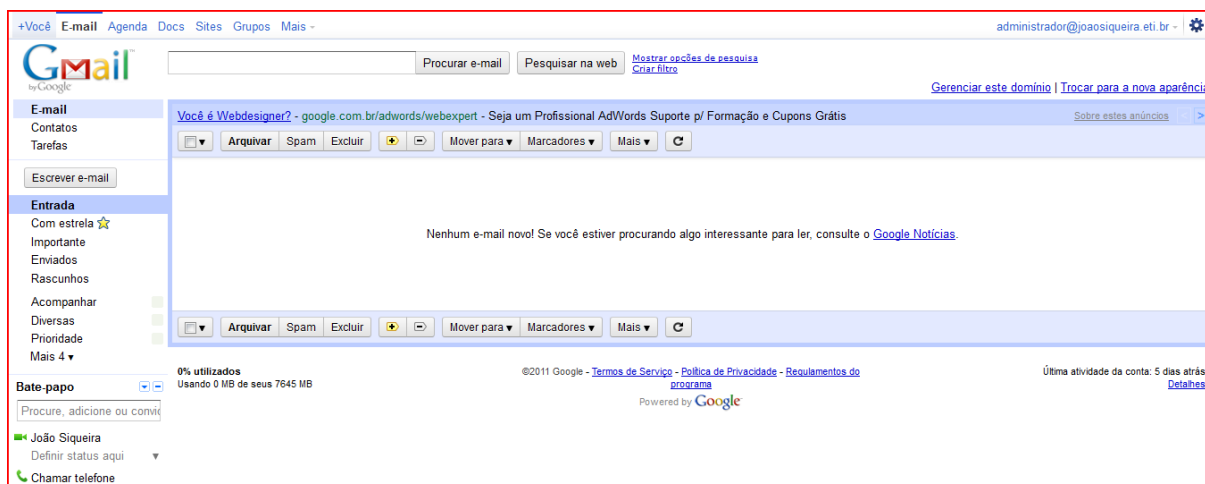 +Você E-mail Agenda Docs Sites Grupos Mais
administrador@joaosiqueira.eti.br
Gmail
by Google
Procurar e-mail Pesquisar na web Mostrar opções de pesquisa
Criar filtro
Gerenciar este domínio | Trocar para a nova aparência
E-mail
Contatos
Tarefas
Escrever e-mail
Entrada
Com estrela
Importante
Enviados
Rascunhos
Acompanhar
Diversas
Prioridade
Mais 4
Bate-papo
Procure, adicione ou convid
João Siqueira
Definir status aqui
Chamar telefone
Você é Webdesigner? - google.com.br/adwords/webexpert - Seja um Profissional AdWords Suporte p/ Formação e Cupons Grátis
Sobre estes anúncios
Arquivar Spam Excluir Mover para Marcadores Mais
Nenhum e-mail novo! Se você estiver procurando algo interessante para ler, consulte o Google Notícias.
Arquivar Spam Excluir Mover para Marcadores Mais
0% utilizados
Usando 0 MB de seus 7645 MB
©2011 Google - Termos de Serviço - Política de Privacidade - Regulamentos do
programa
Powered by Google
Última atividade da conta: 5 dias atrás
Detalhes